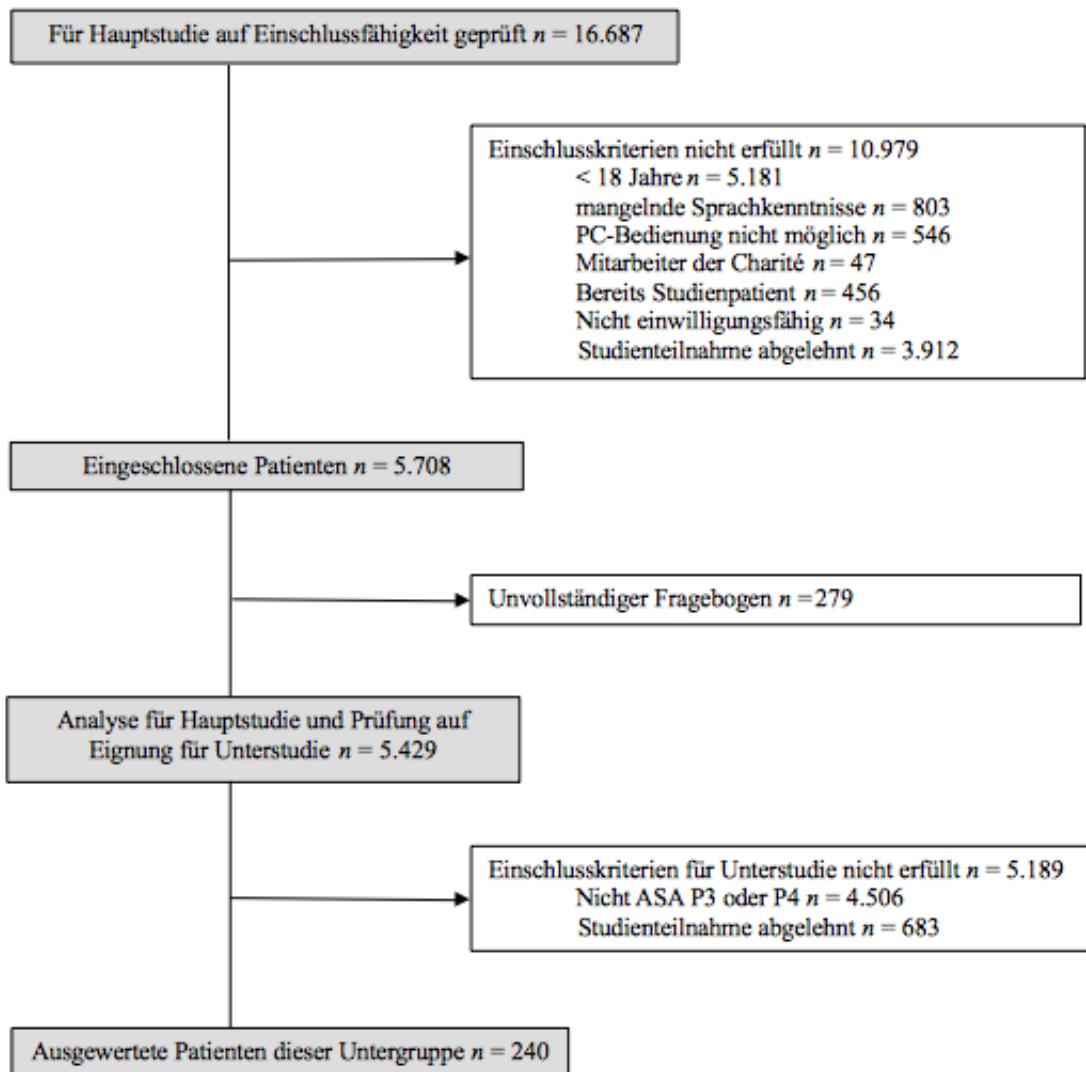 Für Hauptstudie auf Einschlussfähigkeit geprüft n = 16.687
Einschlusskriterien nicht erfüllt n = 10.979
< 18 Jahre n = 5.181
mangelnde Sprachkenntnisse n = 803
PC-Bedienung nicht möglich n = 546
Mitarbeiter der Charité n = 47
Bereits Studienpatient n = 456
Nicht einwilligungsfähig n = 34
Studienteilnahme abgelehnt n = 3.912
Eingeschlossene Patienten n = 5.708
Unvollständiger Fragebogen n =279
Analyse für Hauptstudie und Prüfung auf
Eignung für Unterstudie n = 5.429
Einschlusskriterien für Unterstudie nicht erfüllt n = 5.189
Nicht ASA P3 oder P4 n = 4.506
Studienteilnahme abgelehnt n = 683
Ausgewertete Patienten dieser Untergruppe n = 240